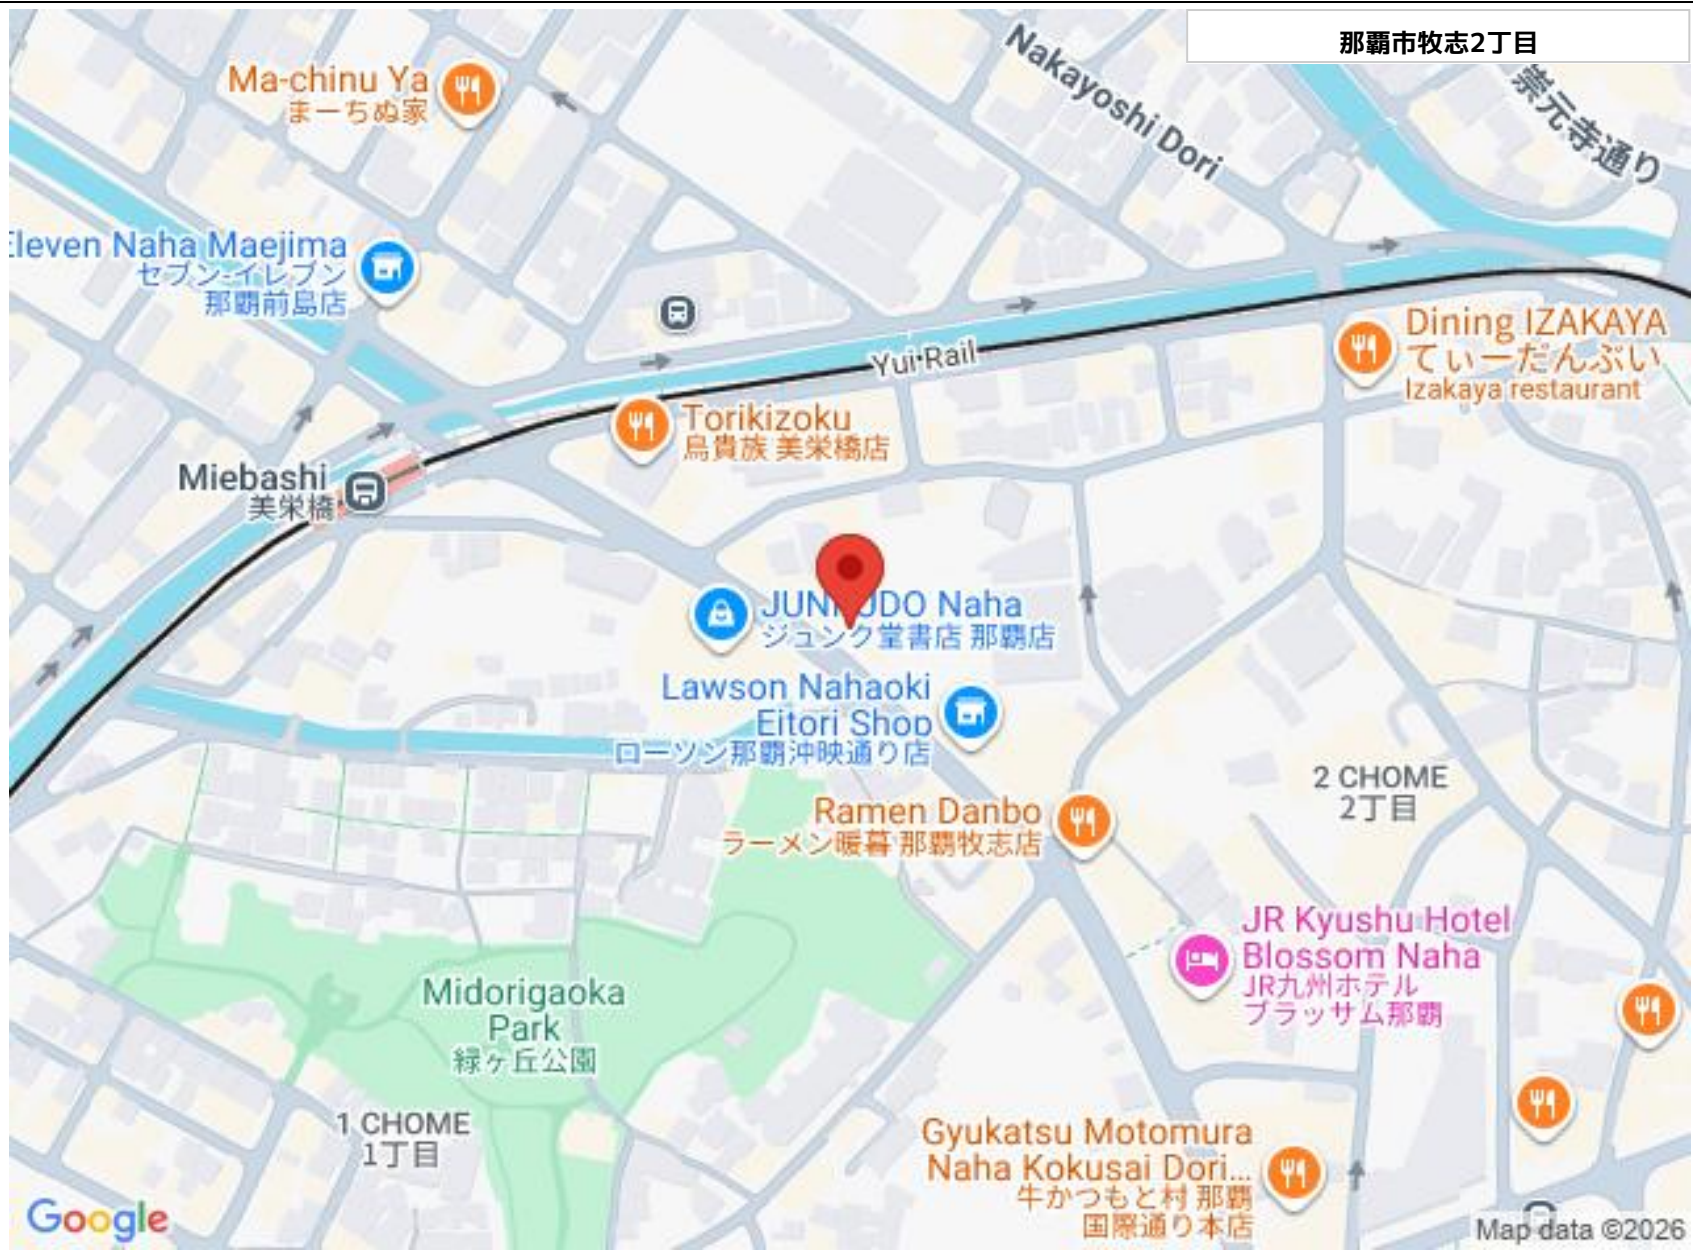 那覇市牧志2丁目
Ma-chinu Ya
まーちぬ家
Nakayoshi Dori
崇元寺通り
Eleven Naha Maejima
セブン-イレブン
那覇前島店
Yui Rail
Dining IZAKAYA
てぃーだんぶい
Izakaya restaurant
Torikizoku
鳥貴族 美栄橋店
Miebashi
美栄橋
JUNKUDO Naha
ジュンク堂書店 那覇店
Lawson Nahaoki
Eitori Shop
ローソン那覇沖映通り店
2 CHOME
2丁目
Ramen Danbo
ラーメン暖暮 那覇牧志店
JR Kyushu Hotel
Blossom Naha
JR九州ホテル
ブラッサム那覇
Midorigaoka
Park
緑ヶ丘公園
1 CHOME
1丁目
Gyukatsu Motomura
Naha Kokusai Dori...
牛かつもと村 那覇
国際通り本店
Google
Map data ©2026